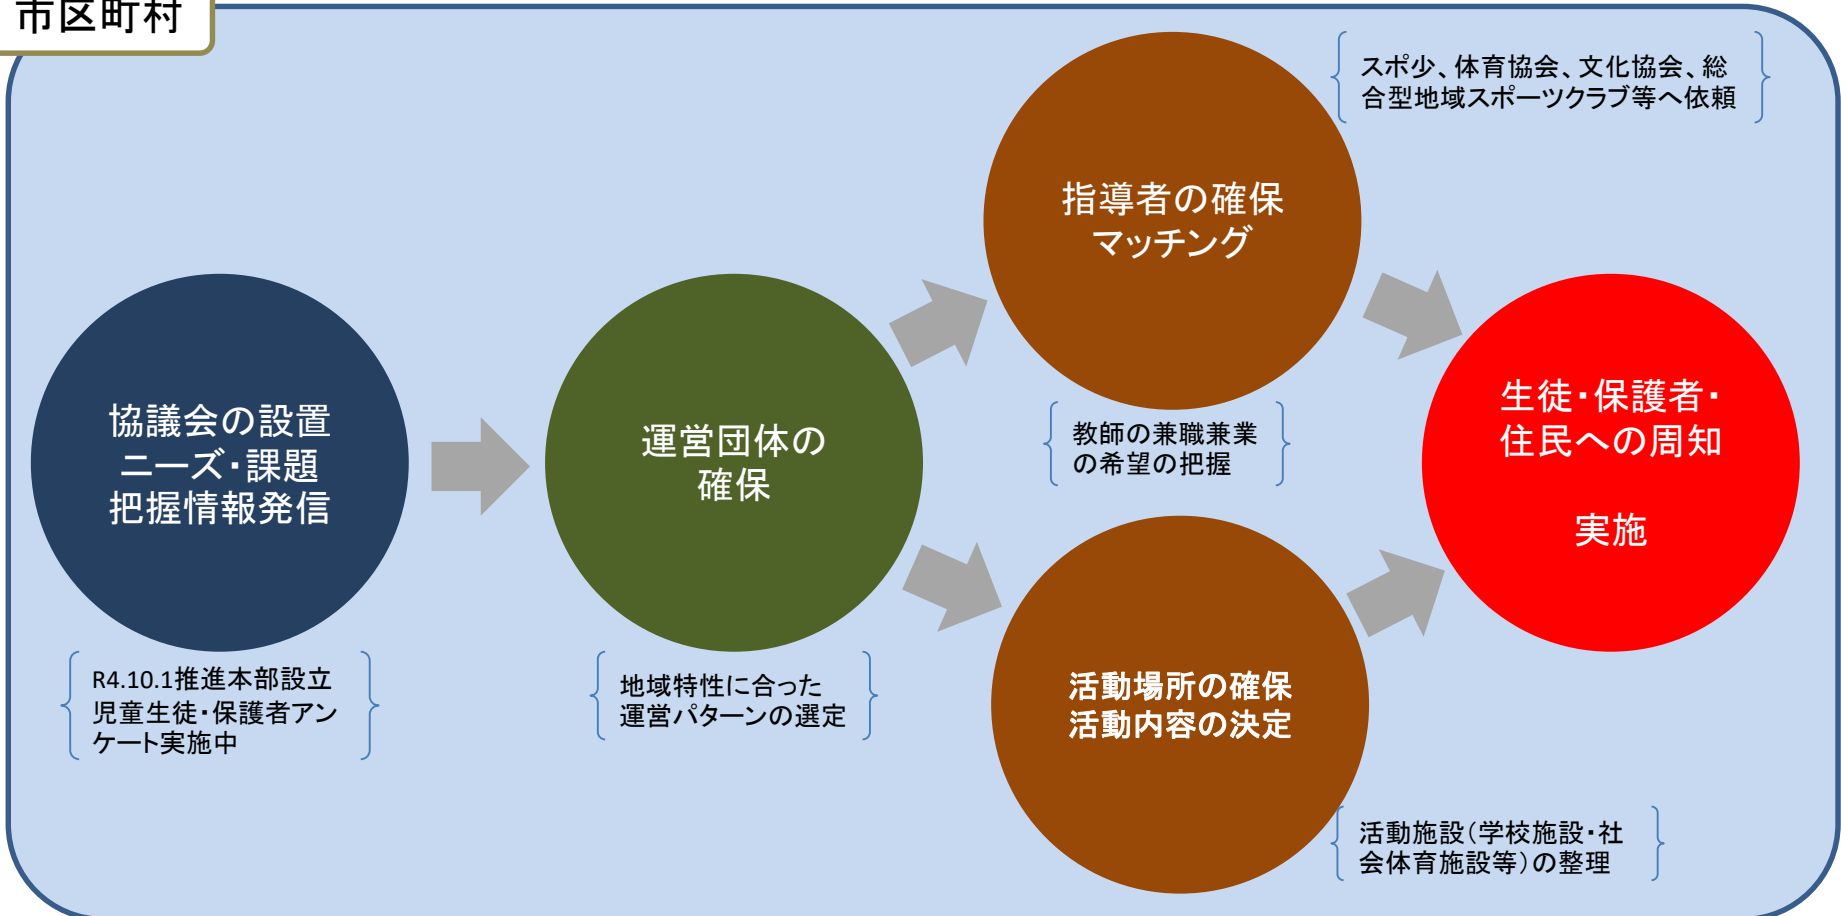 市区町村
協議会の設置
ニーズ・課題
把握情報発信
R4.10.1推進本部設立
児童生徒・保護者アン
ケート実施中
運営団体の
確保
地域特性に合った
運営パターンの選定
指導者の確保
マッチング
スポ少、体育協会、文化協会、総
合型地域スポーツクラブ等へ依頼
教師の兼職兼業
の希望の把握
活動場所の確保
活動内容の決定
活動施設(学校施設・社
会体育施設等)の整理
生徒・保護者・
住民への周知
実施